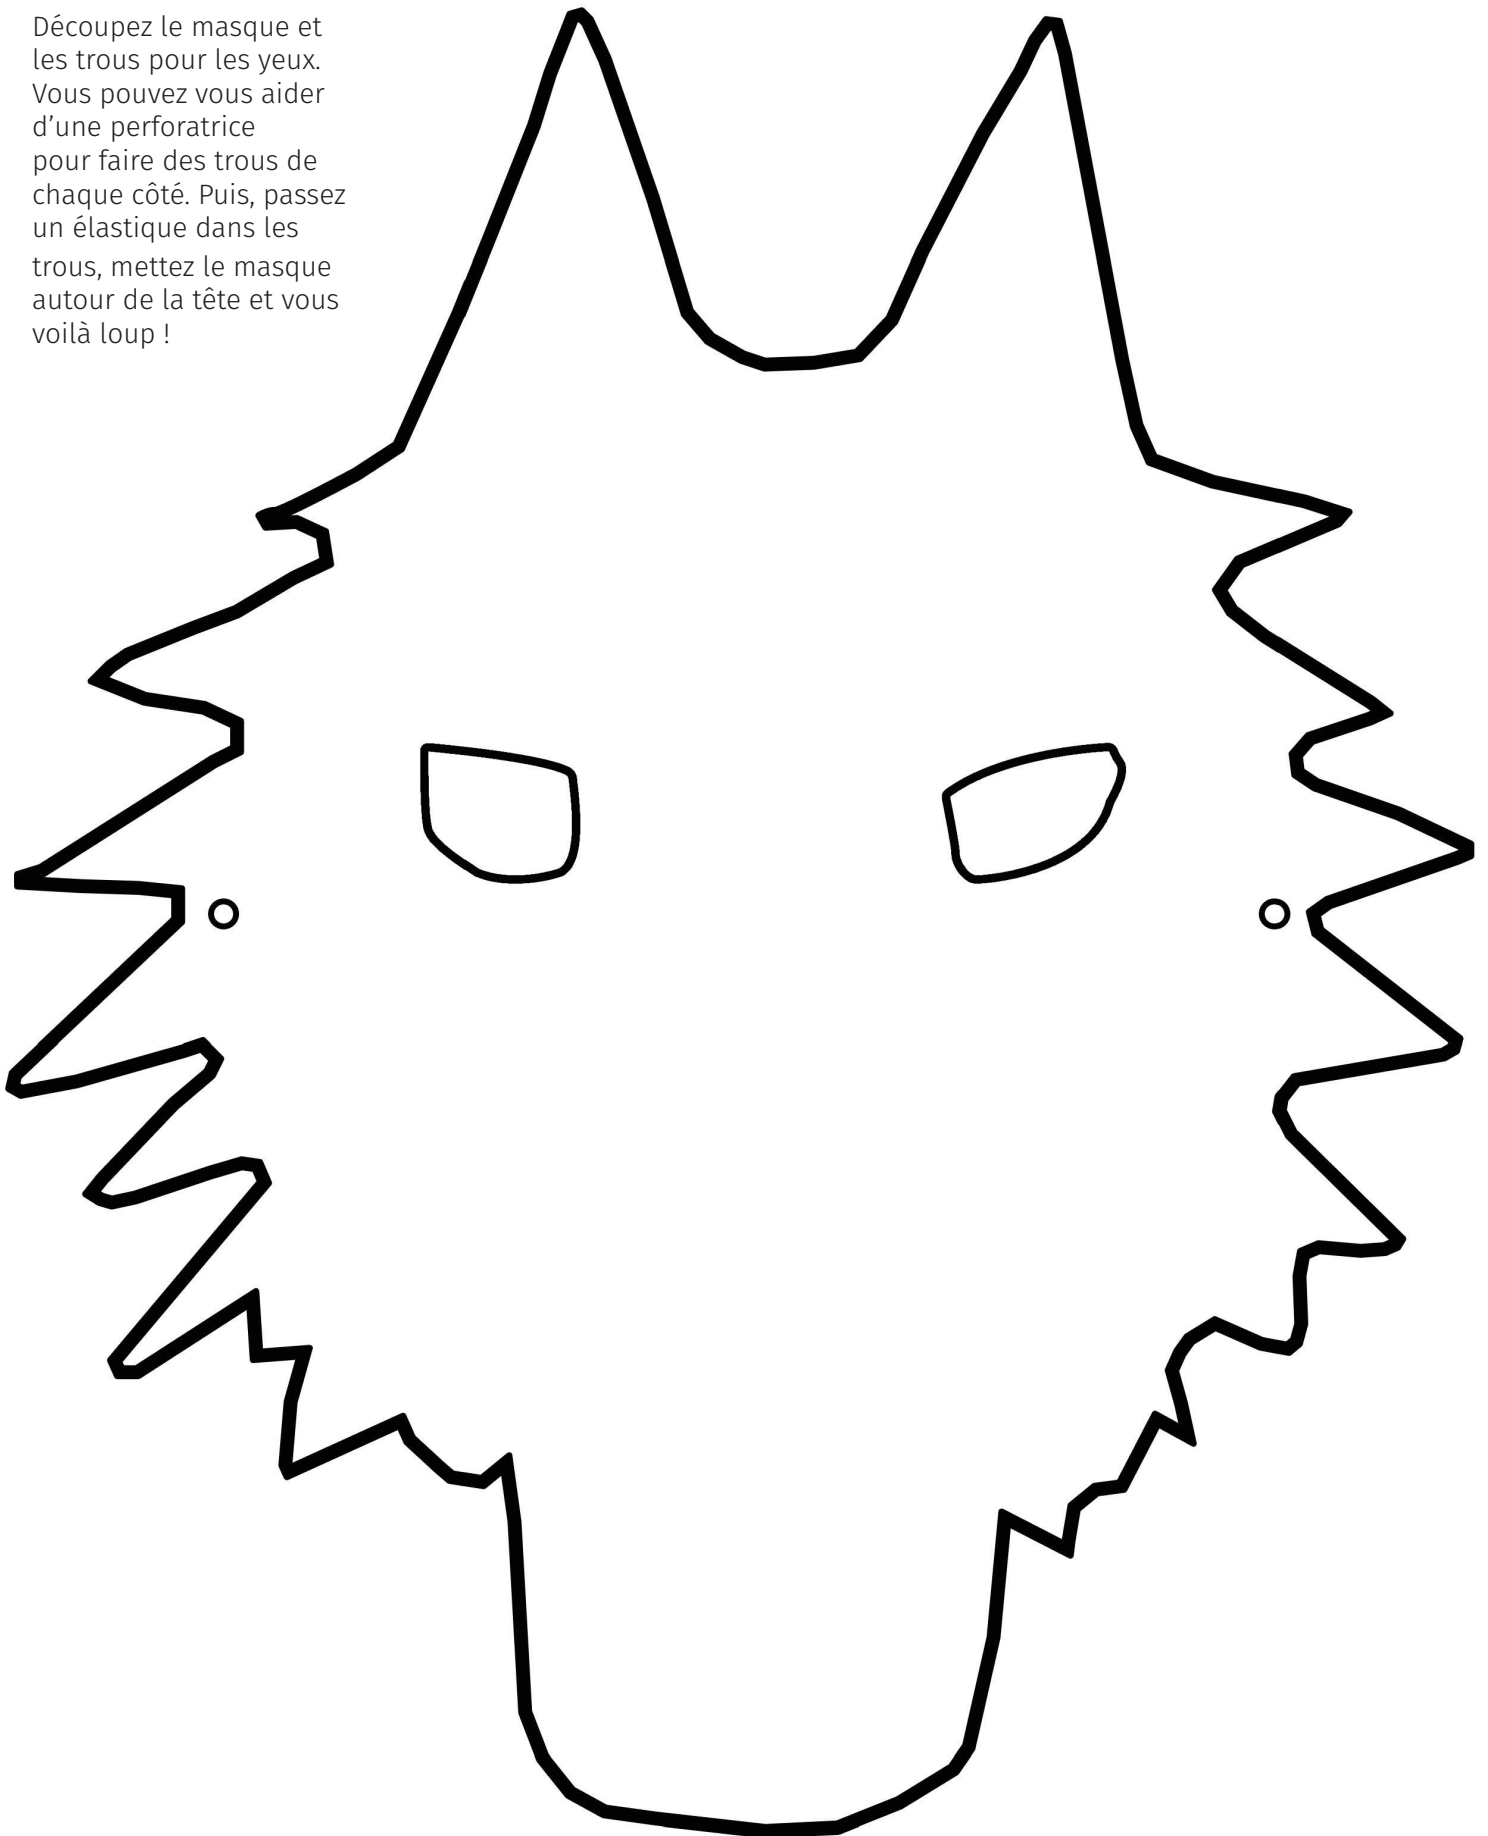 Découpez le masque et
les trous pour les yeux.
Vous pouvez vous aider
d’une perforatrice
pour faire des trous de
chaque côté. Puis, passez
un élastique dans les
trous, mettez le masque
autour de la tête et vous
voilà loup !